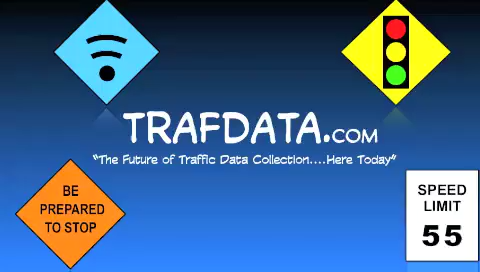 TRAFDATA.COM
"The Future of Traffic Data Collection....Here Today"
BE
PREPARED
TO STOP
SPEED
LIMIT
55